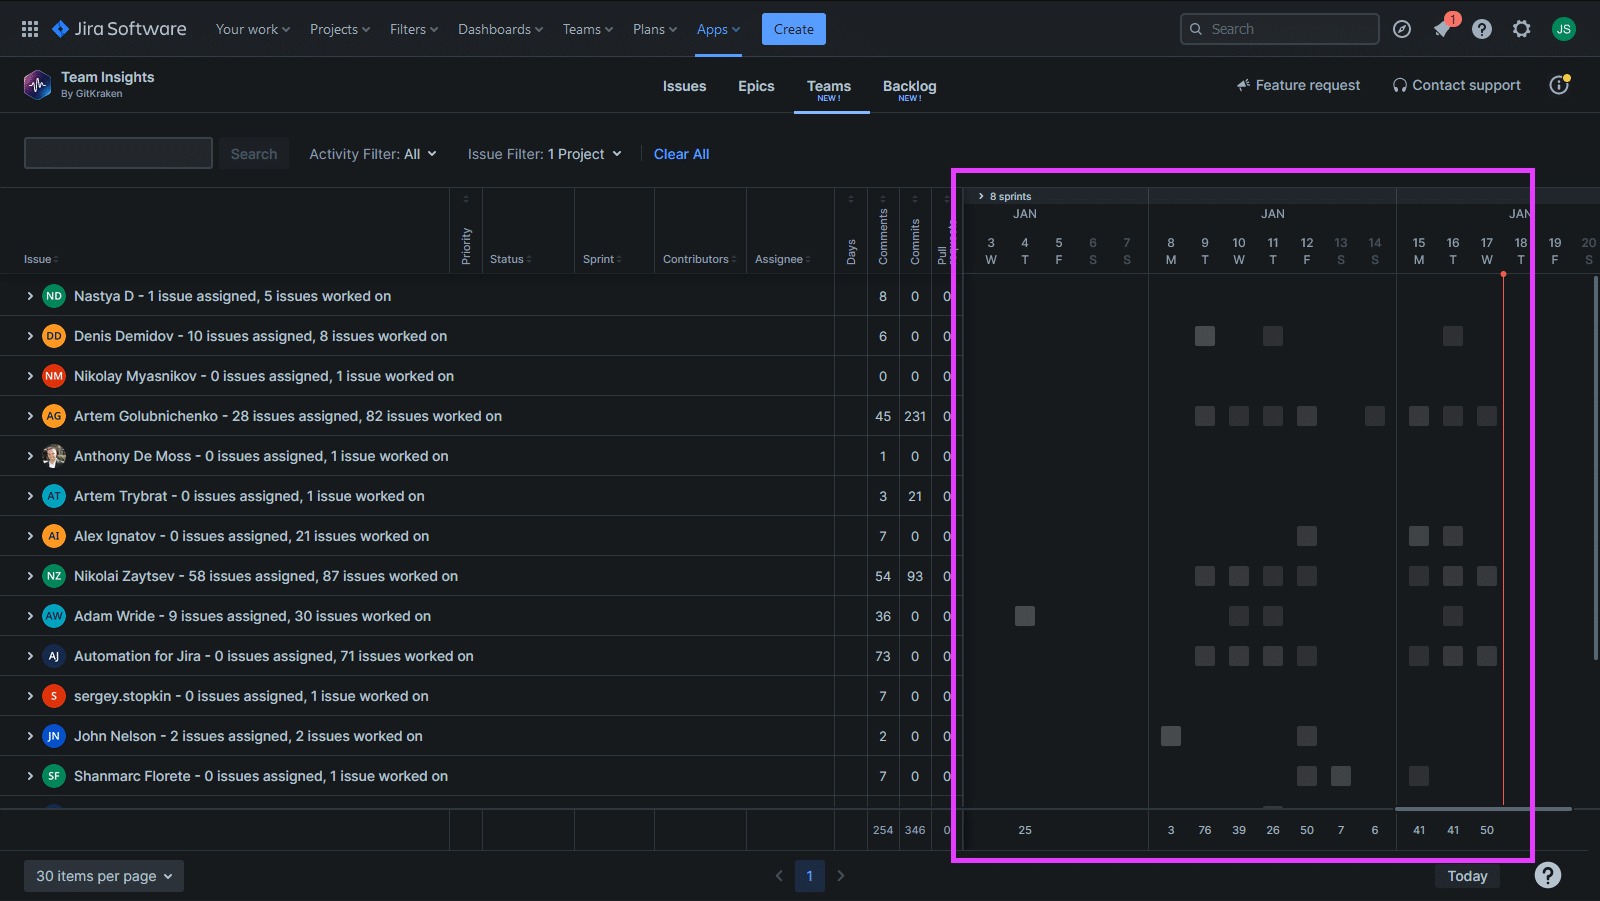 Jira Software Your work Projects Filters Dashboards Teams Plans Apps Create Search 1 JS
Team Insights
By GitKraken
Issues Epics Teams Backlog
NEW! NEW!
Feature request Contact support
Search Activity Filter: All Issue Filter: 1 Project Clear All
8 sprints
JAN JAN JAN
Issue Priority Status Sprint Contributors Assignee Days Comments Commits Pull
3 4 5 6 7 8 9 10 11 12 13 14 15 16 17 18 19 20
W T F S S M T W T F S S M T W T F S
ND Nastya D - 1 issue assigned, 5 issues worked on 8 0 0
DD Denis Demidov - 10 issues assigned, 8 issues worked on 6 0 0
NM Nikolay Myasnikov - 0 issues assigned, 1 issue worked on 0 0 0
AG Artem Golubnichenko - 28 issues assigned, 82 issues worked on 45 231 0
Anthony De Moss - 0 issues assigned, 1 issue worked on 1 0 0
AT Artem Trybrat - 0 issues assigned, 1 issue worked on 3 21 0
AI Alex Ignatov - 0 issues assigned, 21 issues worked on 7 0 0
NZ Nikolai Zaytsev - 58 issues assigned, 87 issues worked on 54 93 0
AW Adam Wride - 9 issues assigned, 30 issues worked on 36 0 0
AJ Automation for Jira - 0 issues assigned, 71 issues worked on 73 0 0
S sergey.stopkin - 0 issues assigned, 1 issue worked on 7 0 0
JN John Nelson - 2 issues assigned, 2 issues worked on 2 0 0
SF Shanmarc Florete - 0 issues assigned, 1 issue worked on 7 0 0
254 346 0 25 3 76 39 26 50 7 6 41 41 50
30 items per page 1 Today ?